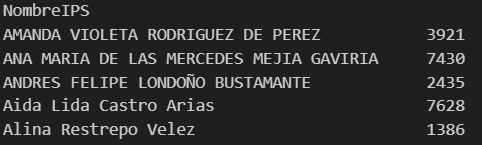 NombreIPS
AMANDA VIOLETA RODRIGUEZ DE PEREZ 3921
ANA MARIA DE LAS MERCEDES MEJIA GAVIRIA 7430
ANDRES FELIPE LONDOÑO BUSTAMANTE 2435
Aida Lida Castro Arias 7628
Alina Restrepo Velez 1386